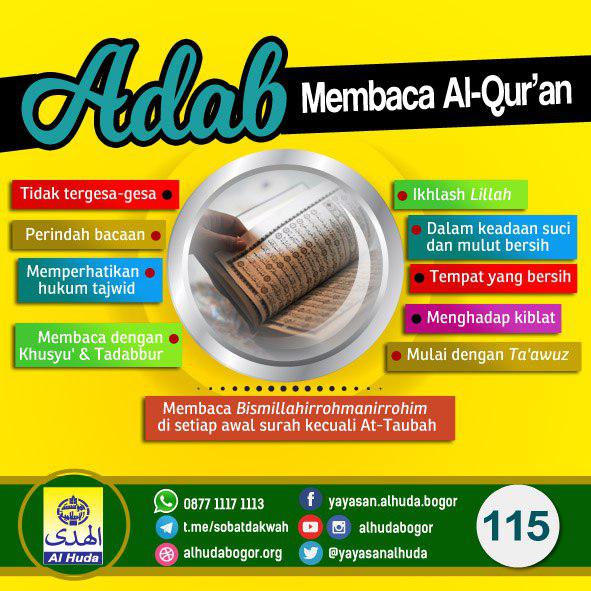 Adab
Membaca Al-Qur'an
Tidak tergesa-gesa
Perindah bacaan
Memperhatikan
hukum tajwid
Membaca dengan
Khusyu' & Tadabbur
Ikhlash Lillah
Dalam keadaan suci
dan mulut bersih
Tempat yang bersih
Menghadap kiblat
Mulai dengan Ta'awuz
Membaca Bismillahirrohmanirrohim
di setiap awal surah kecuali At-Taubah
الهدى
Al Huda
0877 1117 1113
t.me/sobatdakwah
alhudabogor.org
yayasan.alhuda.bogor
alhudabogor
@yayasanalhuda
115